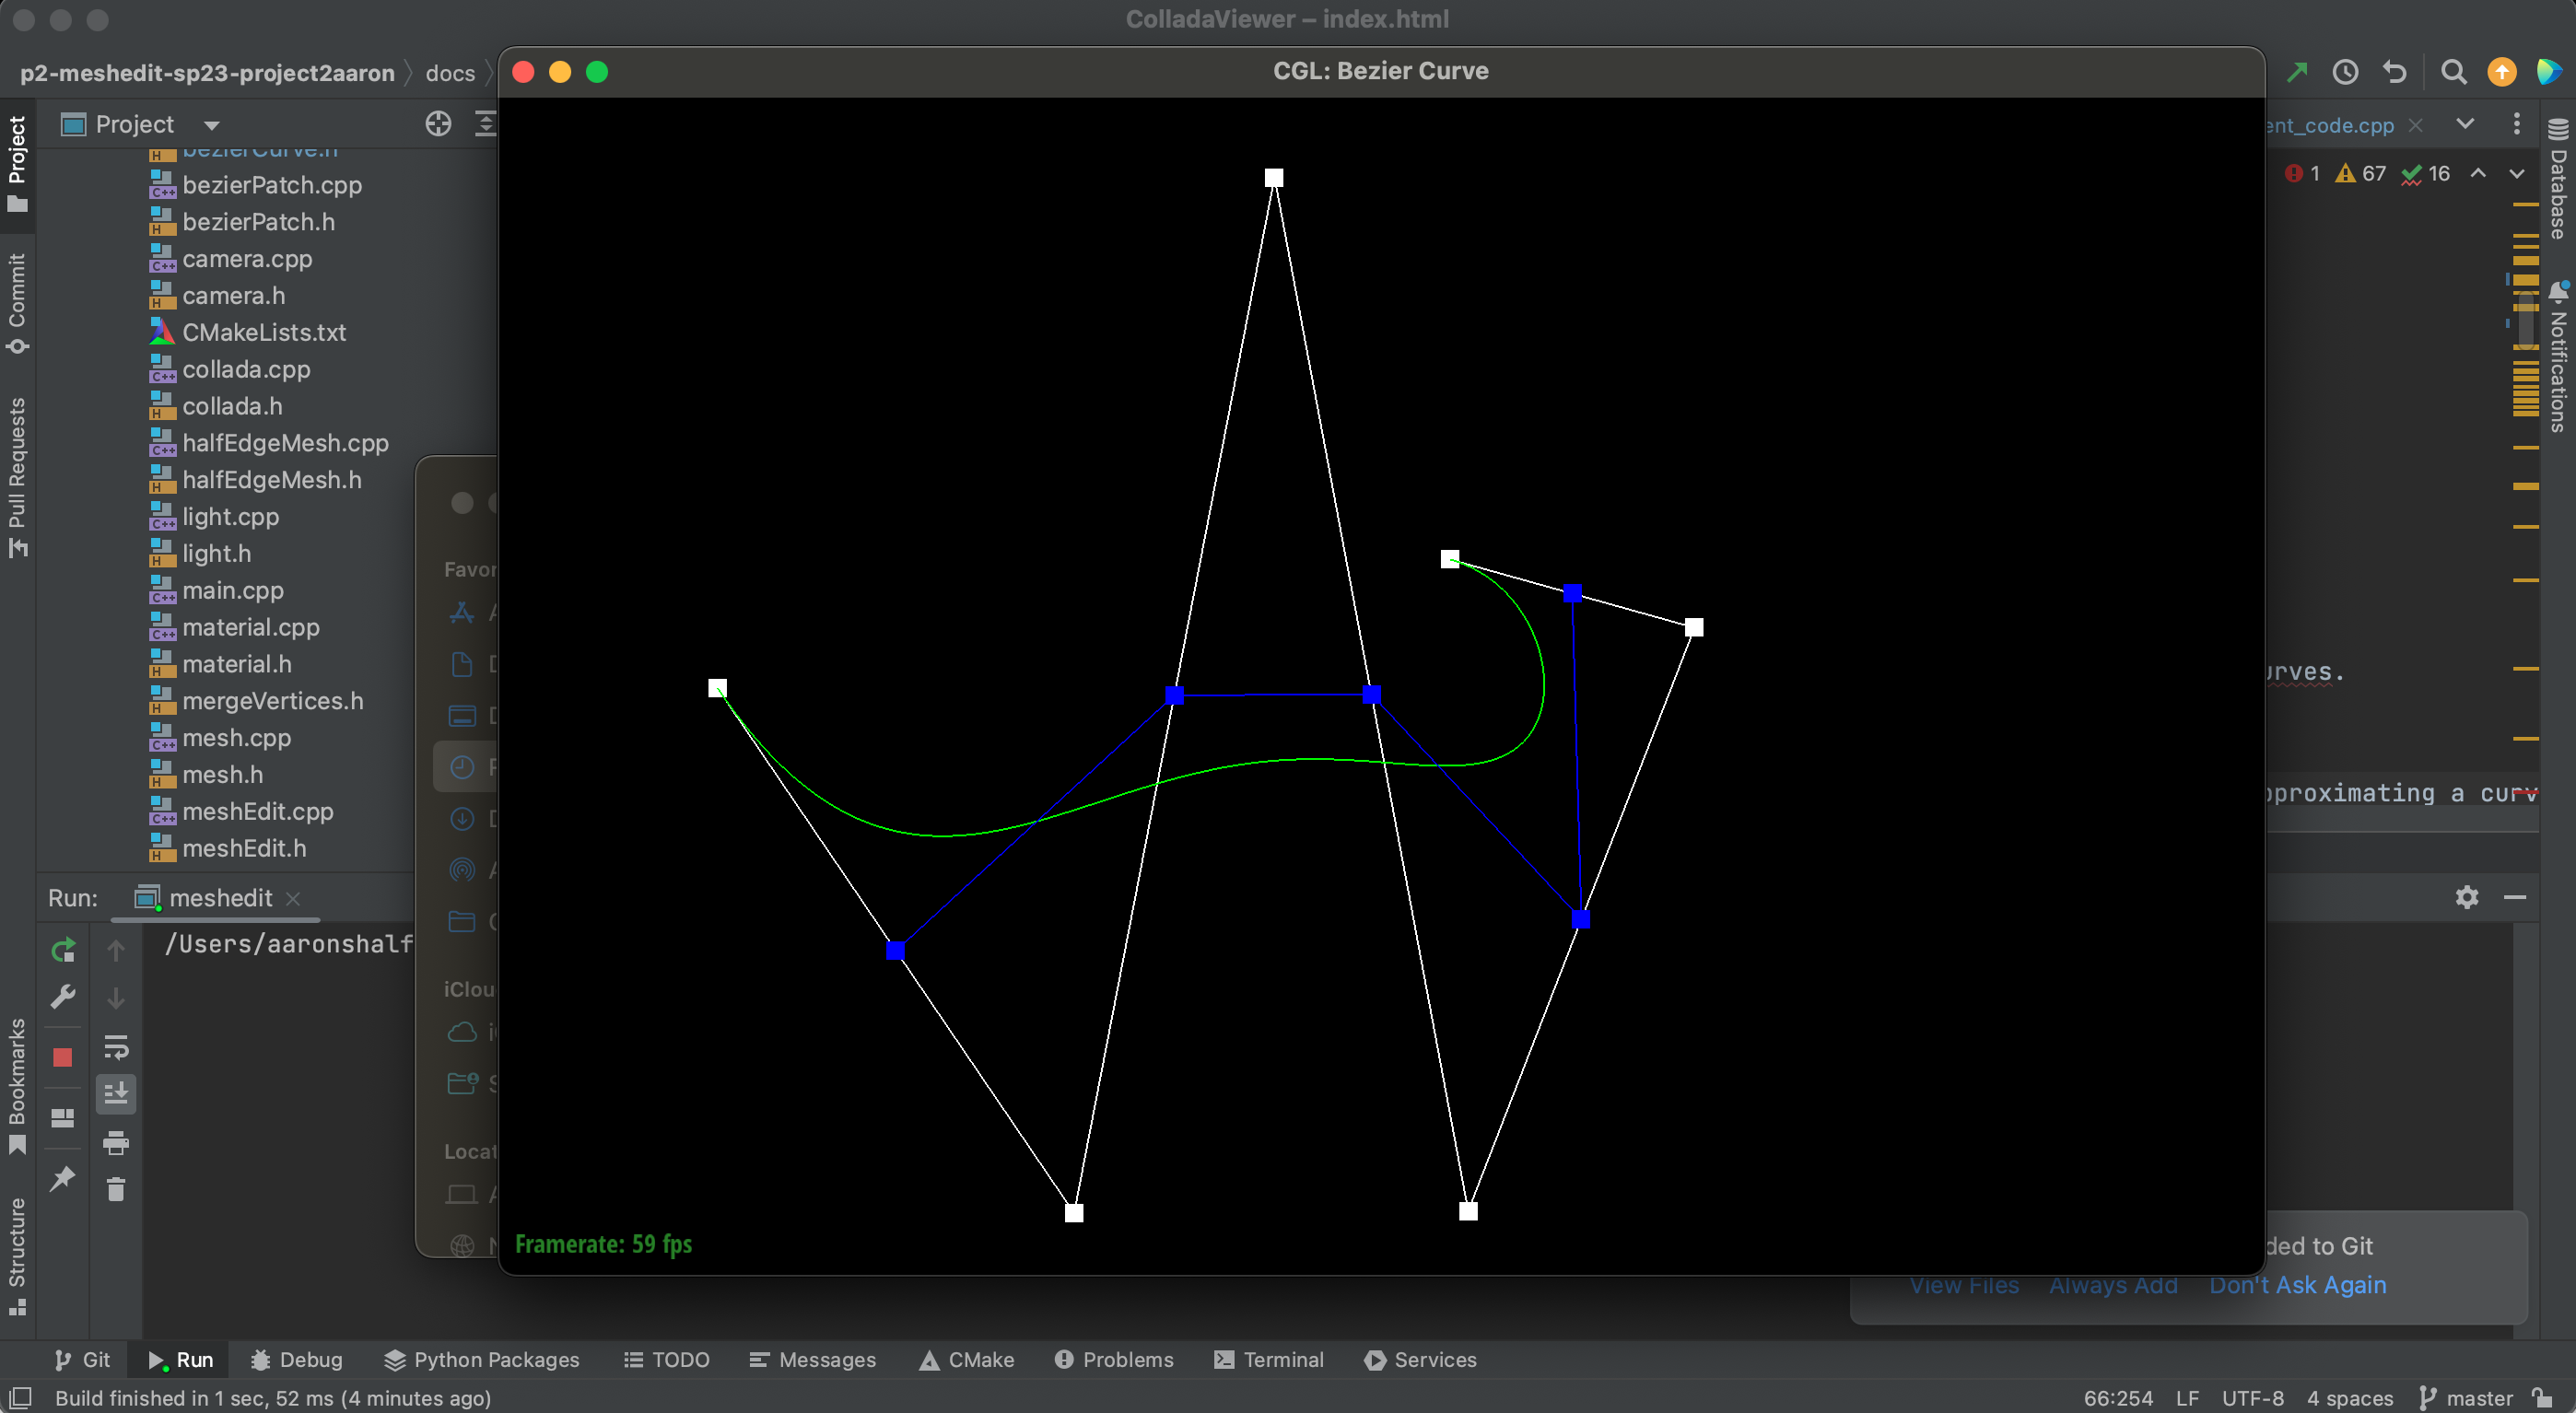 ColladaViewer – index.html
p2-meshedit-sp23-project2aaron
docs
CGL: Bezier Curve
Project
ent_code.cpp
1
67
16
bezierCurve.h
bezierPatch.cpp
bezierPatch.h
camera.cpp
camera.h
CMakeLists.txt
collada.cpp
collada.h
halfEdgeMesh.cpp
halfEdgeMesh.h
light.cpp
light.h
main.cpp
material.cpp
material.h
mergeVertices.h
mesh.cpp
mesh.h
meshEdit.cpp
meshEdit.h
Project
Commit
Pull Requests
Bookmarks
Structure
Database
Notifications
Favor
iClou
Locat
urves.
pproximating a curv
Run:
meshedit
/Users/aaronshalf
Framerate: 59 fps
ded to Git
View Files
Always Add
Don't Ask Again
Git
Run
Debug
Python Packages
TODO
Messages
CMake
Problems
Terminal
Services
Build finished in 1 sec, 52 ms (4 minutes ago)
66:254
LF
UTF-8
4 spaces
master